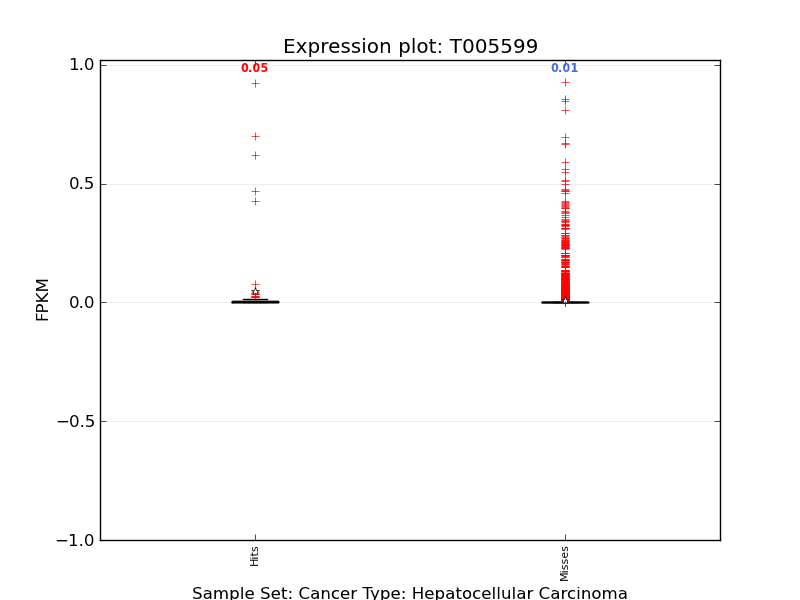 Expression plot: T005599
1.0
0.05
0.01
0.5
0.0
−0.5
−1.0
FPKM
Hits
Misses
Sample Set: Cancer Type: Hepatocellular Carcinoma